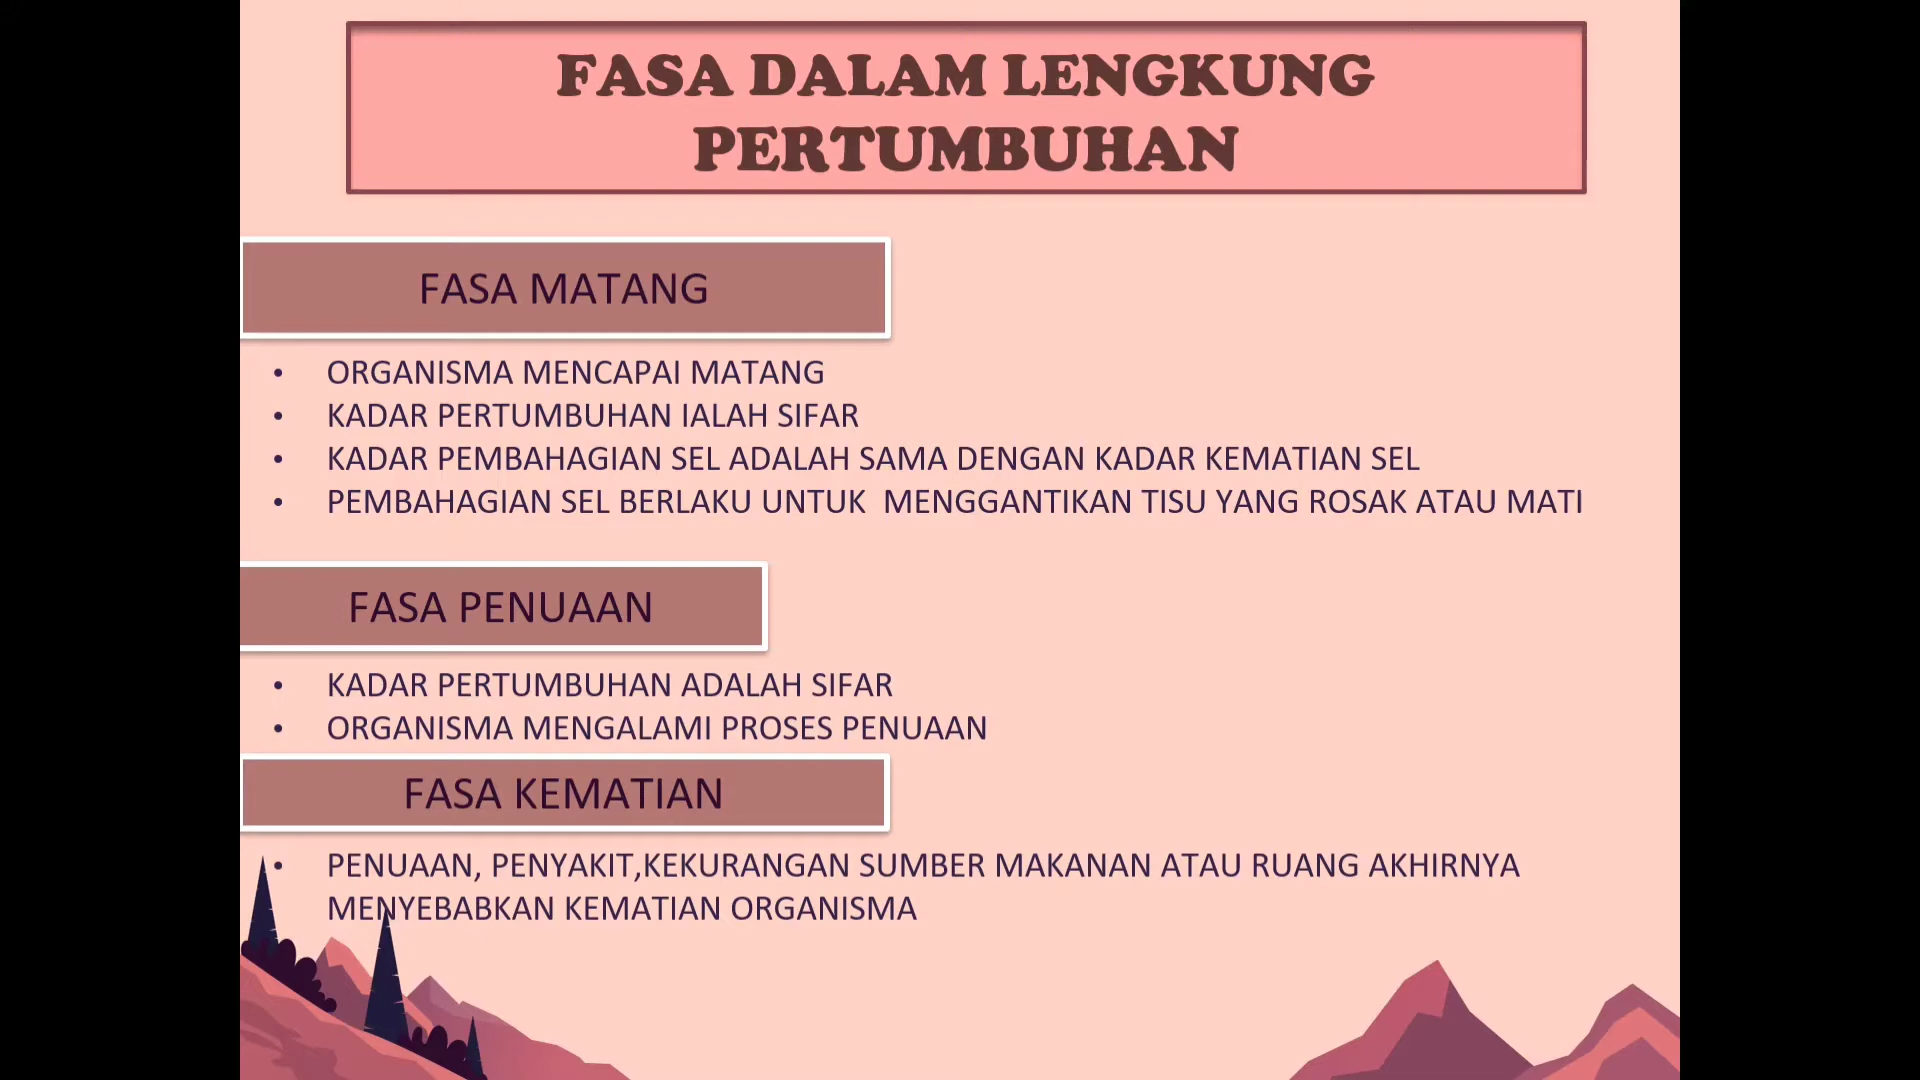 FASA DALAM LENGKUNG
PERTUMBUHAN
FASA MATANG
• ORGANISMA MENCAPAI MATANG
• KADAR PERTUMBUHAN IALAH SIFAR
• KADAR PEMBAHAGIAN SEL ADALAH SAMA DENGAN KADAR KEMATIAN SEL
• PEMBAHAGIAN SEL BERLAKU UNTUK  MENGGANTIKAN TISU YANG ROSAK ATAU MATI
FASA PENUAAN
• KADAR PERTUMBUHAN ADALAH SIFAR
• ORGANISMA MENGALAMI PROSES PENUAAN
FASA KEMATIAN
• PENUAAN, PENYAKIT,KEKURANGAN SUMBER MAKANAN ATAU RUANG AKHIRNYA
MENYEBABKAN KEMATIAN ORGANISMA